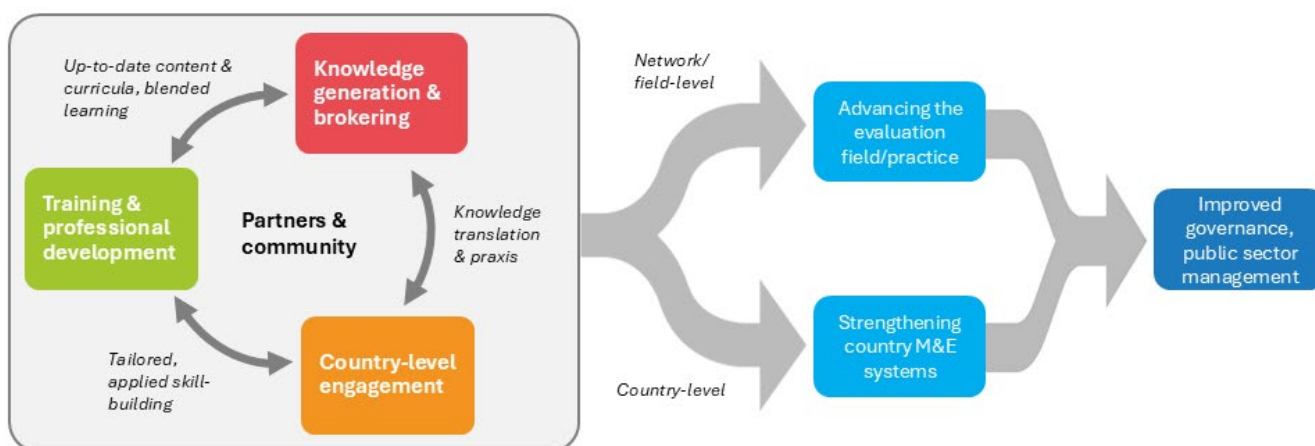 Up-to-date content &
curricula, blended
learning
Knowledge
generation &
brokering
Training &
professional
development
Partners &
community
Knowledge
translation
& praxis
Tailored,
applied skill-
building
Country-level
engagement
Network/
field-level
Country-level
Advancing the
evaluation
field/practice
Strengthening
country M&E
systems
Improved
governance,
public sector
management